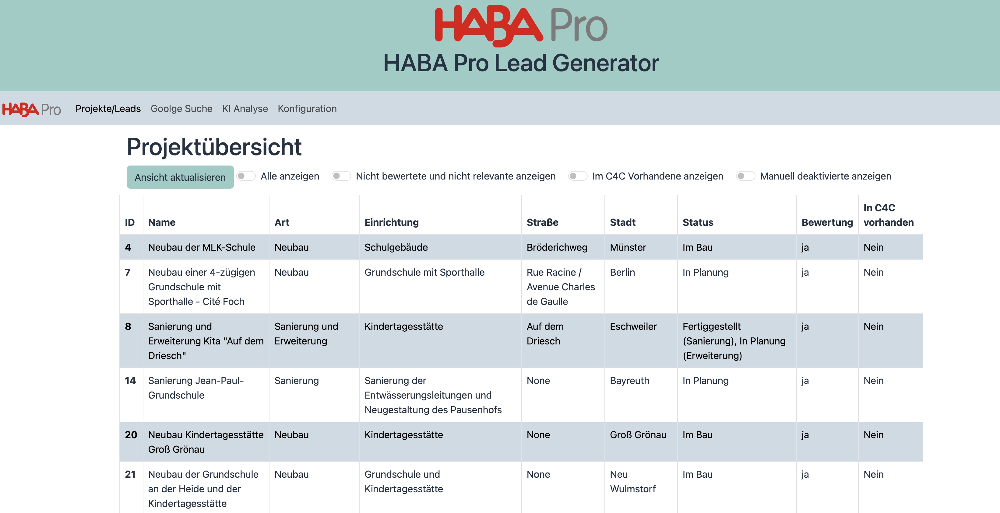 HABA Pro
HABA Pro Lead Generator
HABA Pro Projekte/Leads Goolge Suche KI Analyse Konfiguration
Projektübersicht
Ansicht aktualisieren Alle anzeigen Nicht bewertete und nicht relevante anzeigen Im C4C Vorhandene anzeigen Manuell deaktivierte anzeigen
ID Name Art Einrichtung Straße Stadt Status Bewertung In C4C vorhanden
4 Neubau der MLK-Schule Neubau Schulgebäude Bröderichweg Münster Im Bau ja Nein
7 Neubau einer 4-zügigen Neubau Grundschule mit Sporthalle Rue Racine / Berlin In Planung ja Nein
Grundschule mit Avenue Charles
Sporthalle - Cité Foch de Gaulle
8 Sanierung und Sanierung und Kindertagesstätte Auf dem Eschweiler Fertiggestellt ja Nein
Erweiterung Kita "Auf dem Erweiterung Driesch (Sanierung), In Planung
Driesch" (Erweiterung)
14 Sanierung Jean-Paul- Sanierung Sanierung der None Bayreuth In Planung ja Nein
Grundschule Entwässerungsleitungen und
Neugestaltung des Pausenhofs
20 Neubau Kindertagesstätte Neubau Kindertagesstätte None Groß Grönau Im Bau ja Nein
Groß Grönau
21 Neubau der Grundschule Neubau Grundschule und None Neu Im Bau ja Nein
an der Heide und der Kindertagesstätte Wulmstorf
Kindertagesstätte